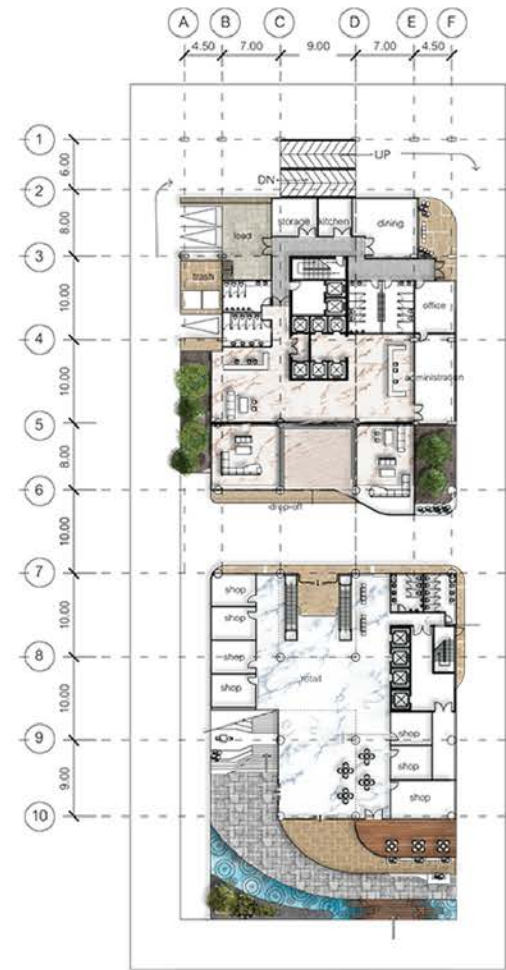 A B C D E F
4.50 7.00 9.00 7.00 4.50
1
6.00
UP
DN
2
8.00
storage kitchen dining
load
3
trash
10.00
office
4
10.00
administration
5
8.00
6
drop-off
10.00
7
shop
10.00
shop
8
shop
retail
shop
10.00
shop
9
shop
9.00
shop
10